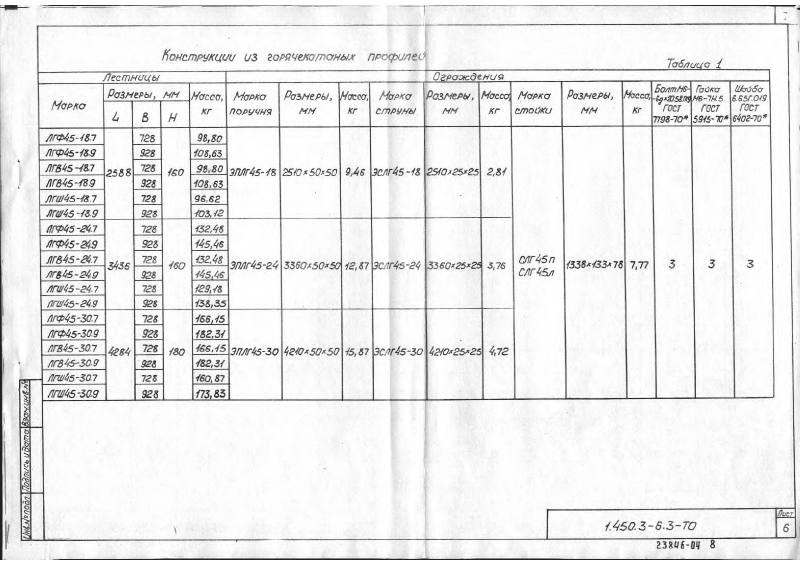 7
Конструкции из горячекатаных профилей
Таблица 1
Лестницы Ограждения
Марка Размеры, мм Масса, кг Марка поручня Размеры, мм Масса, кг Марка струны Размеры, мм Масса, кг Марка стойки Размеры, мм Масса, кг Гайка М6-7Н.5 ГОСТ 5915-70* Шайба 6.65Г.019 ГОСТ 6402-70*
L B H
Болт М6- ГОСТ 7798-70*
ЛГФ45-18.7 728 98,80
ЛГФ45-18.9 928 108,63
ЛГВ45-18.7 2588 728 160 98,80 ЭПЛГ45-18 2510×50×50 9,46 ЭСЛГ45-18 2510×25×25 2,81
ЛГВ45-18.9 928 108,63
ЛГШ45-18.7 728 96,62
ЛГШ45-18.9 928 103,12
ЛГФ45-24.7 728 132,48
ЛГФ45-24.9 928 145,46
ЛГВ45-24.7 3436 728 160 132,48 ЭПЛГ45-24 3360×50×50 12,67 ЭСЛГ45-24 3360×25×25 3,76 СЛГ45п СЛГ45л 1338×133×78 7,77 3 3 3
ЛГВ45-24.9 928 145,46
ЛГШ45-24.7 728 129,18
ЛГШ45-24.9 928 138,35
ЛГФ45-30.7 728 166,15
ЛГФ45-30.9 928 182,31
ЛГВ45-30.7 4284 728 180 166,15 ЭПЛГ45-30 4210×50×50 15,87 ЭСЛГ45-30 4210×25×25 4,72
ЛГВ45-30.9 928 182,31
ЛГШ45-30.7 728 160,87
ЛГШ45-30.9 928 173,83
Инв.№подл. Подпись и дата Взам.инв.№
1.450.3-6.3-ТО
Лист
6
23846-04 8